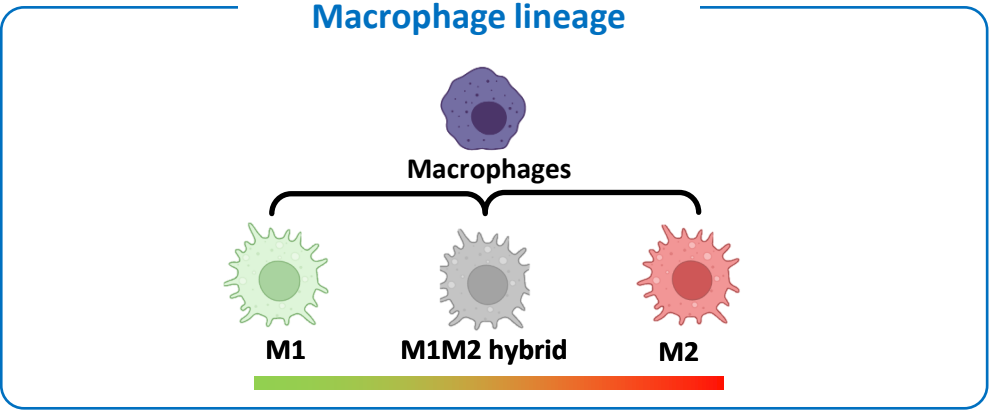 Macrophage lineage
Macrophages
M1
M1M2 hybrid
M2